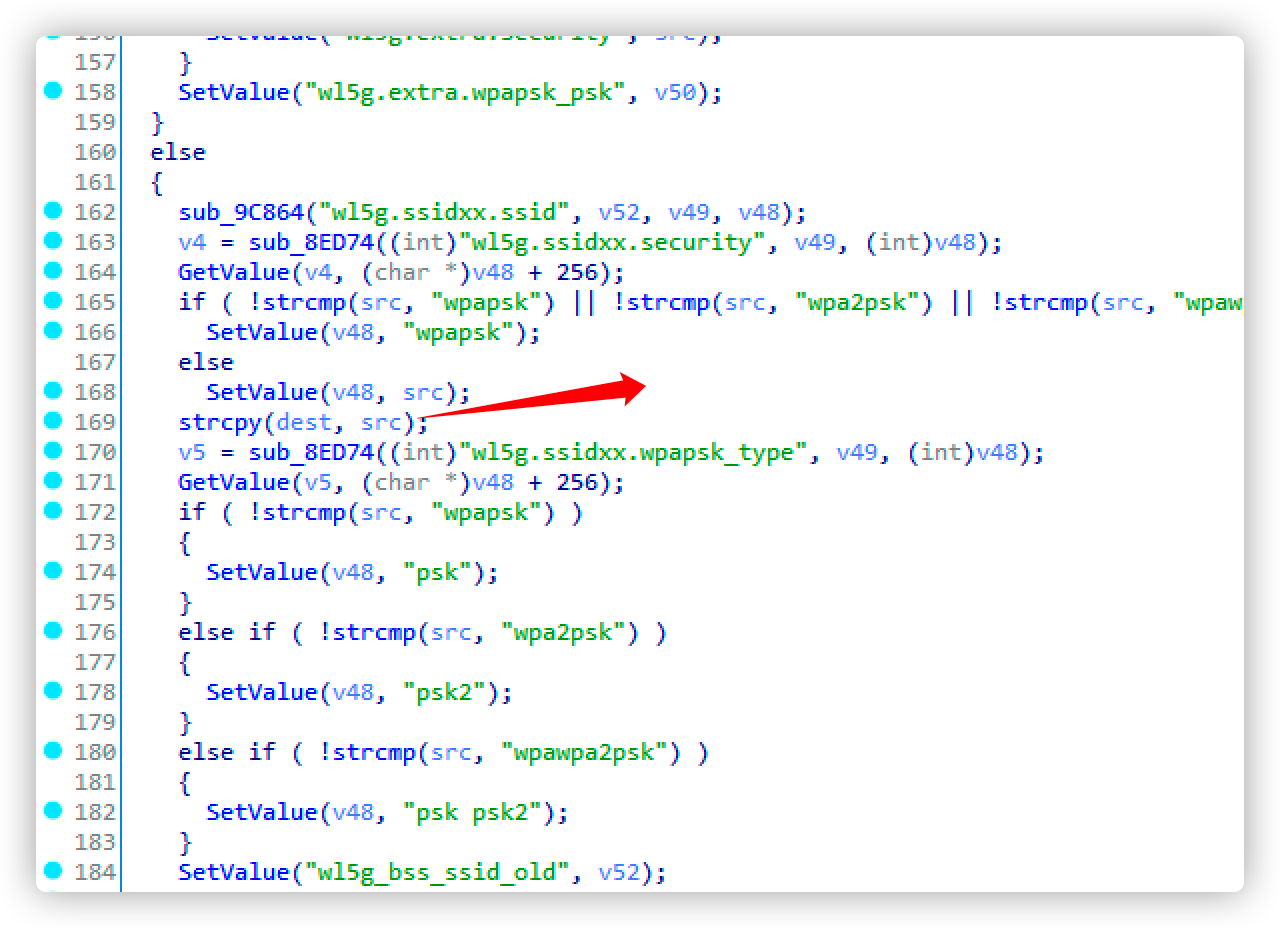 156 SetValue("wl5g.extra.security", src);
157 }
158 SetValue("wl5g.extra.wpapsk_psk", v50);
159 }
160 else
161 {
162 sub_9C864("wl5g.ssidxx.ssid", v52, v49, v48);
163 v4 = sub_8ED74((int)"wl5g.ssidxx.security", v49, (int)v48);
164 GetValue(v4, (char *)v48 + 256);
165 if ( !strcmp(src, "wpapsk") || !strcmp(src, "wpa2psk") || !strcmp(src, "wpaw
166 SetValue(v48, "wpapsk");
167 else
168 SetValue(v48, src);
169 strcpy(dest, src);
170 v5 = sub_8ED74((int)"wl5g.ssidxx.wpapsk_type", v49, (int)v48);
171 GetValue(v5, (char *)v48 + 256);
172 if ( !strcmp(src, "wpapsk") )
173 {
174 SetValue(v48, "psk");
175 }
176 else if ( !strcmp(src, "wpa2psk") )
177 {
178 SetValue(v48, "psk2");
179 }
180 else if ( !strcmp(src, "wpawpa2psk") )
181 {
182 SetValue(v48, "psk psk2");
183 }
184 SetValue("wl5g_bss_ssid_old", v52);